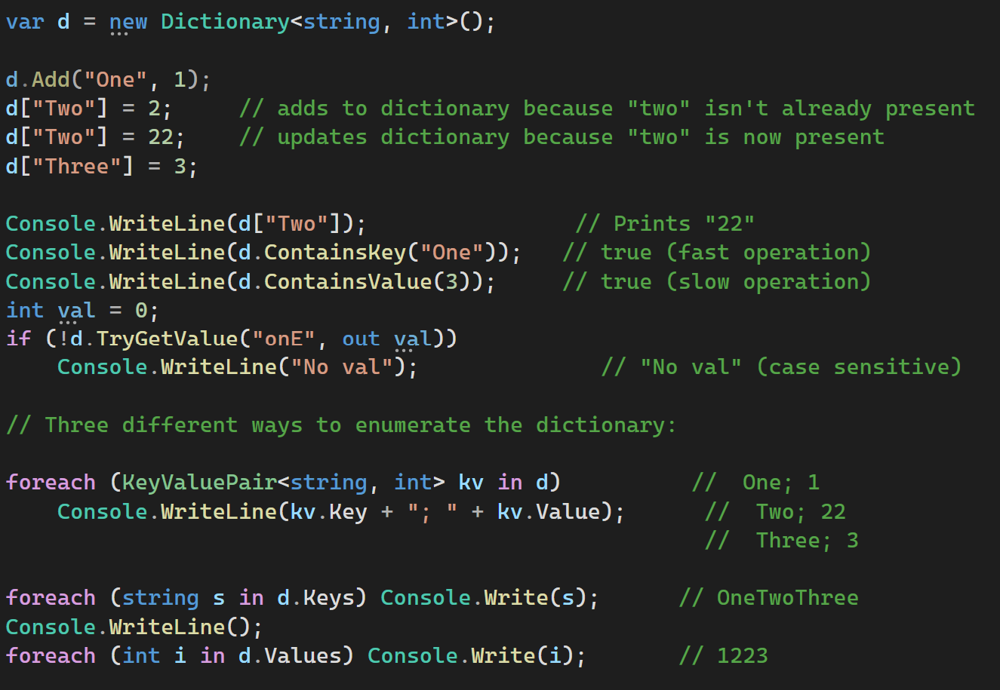 var d = new Dictionary<string, int>();
d.Add("One", 1);
d["Two"] = 2;     // adds to dictionary because "two" isn't already present
d["Two"] = 22;    // updates dictionary because "two" is now present
d["Three"] = 3;
Console.WriteLine(d["Two"]);                // Prints "22"
Console.WriteLine(d.ContainsKey("One"));   // true (fast operation)
Console.WriteLine(d.ContainsValue(3));     // true (slow operation)
int val = 0;
if (!d.TryGetValue("onE", out val))
    Console.WriteLine("No val");              // "No val" (case sensitive)
// Three different ways to enumerate the dictionary:
foreach (KeyValuePair<string, int> kv in d)          //  One; 1
    Console.WriteLine(kv.Key + "; " + kv.Value);      //  Two; 22
                                                      //  Three; 3
foreach (string s in d.Keys) Console.Write(s);      // OneTwoThree
Console.WriteLine();
foreach (int i in d.Values) Console.Write(i);       // 1223